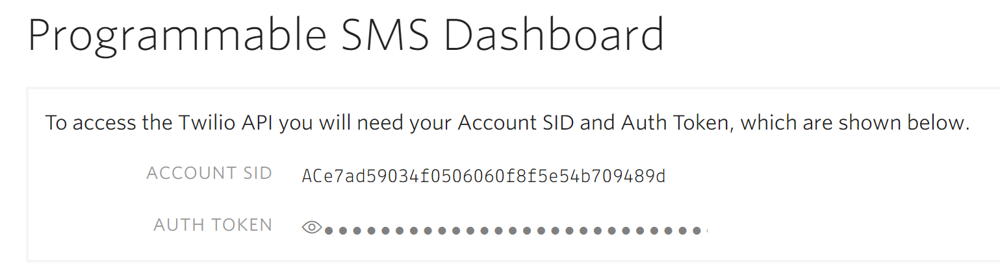 Programmable SMS Dashboard
To access the Twilio API you will need your Account SID and Auth Token, which are shown below.
ACCOUNT SID ACe7ad59034f0506060f8f5e54b709489d
AUTH TOKEN